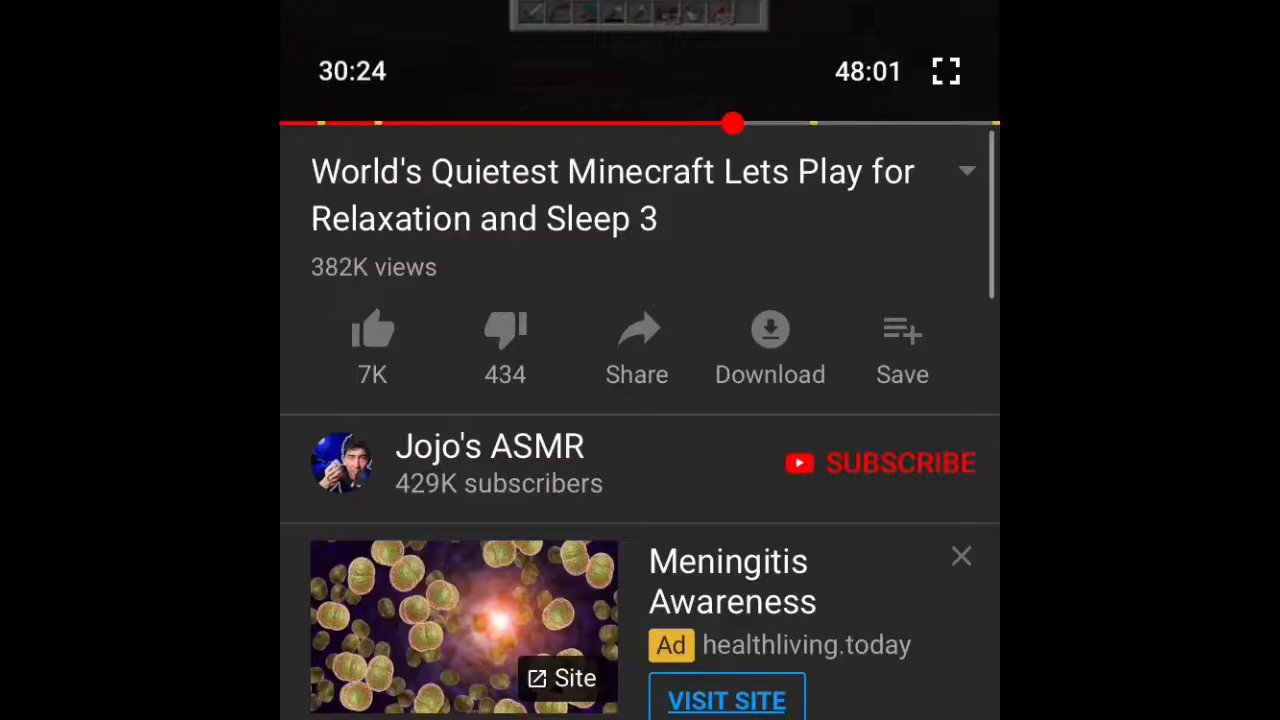 30:24 48:01
World's Quietest Minecraft Lets Play for
Relaxation and Sleep 3
382K views
7K 434 Share Download Save
Jojo's ASMR
429K subscribers
SUBSCRIBE
Meningitis
Awareness
Ad healthliving.today
Site
VISIT SITE